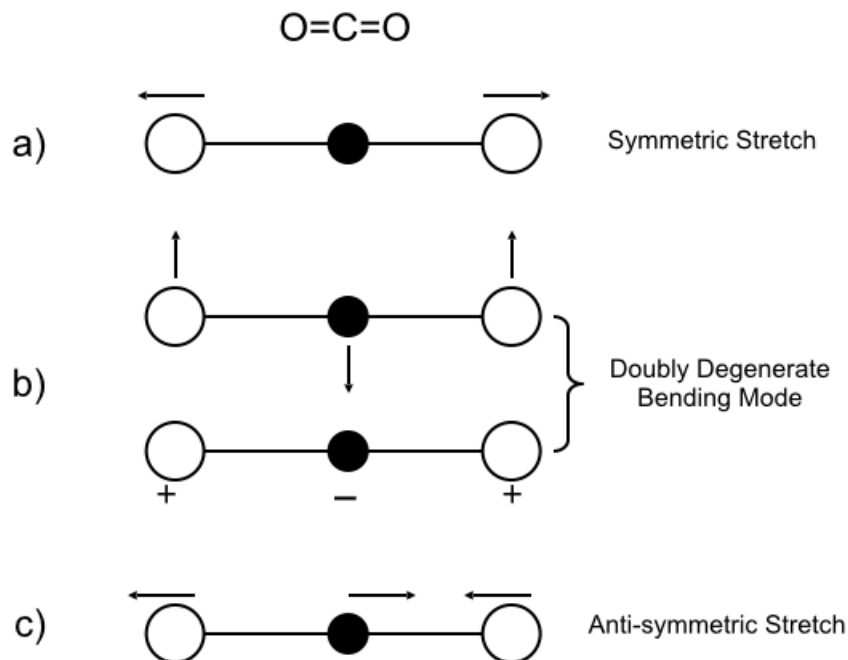 O=C=O
a)
Symmetric Stretch
b)
Doubly Degenerate
Bending Mode
+ – +
c)
Anti-symmetric Stretch